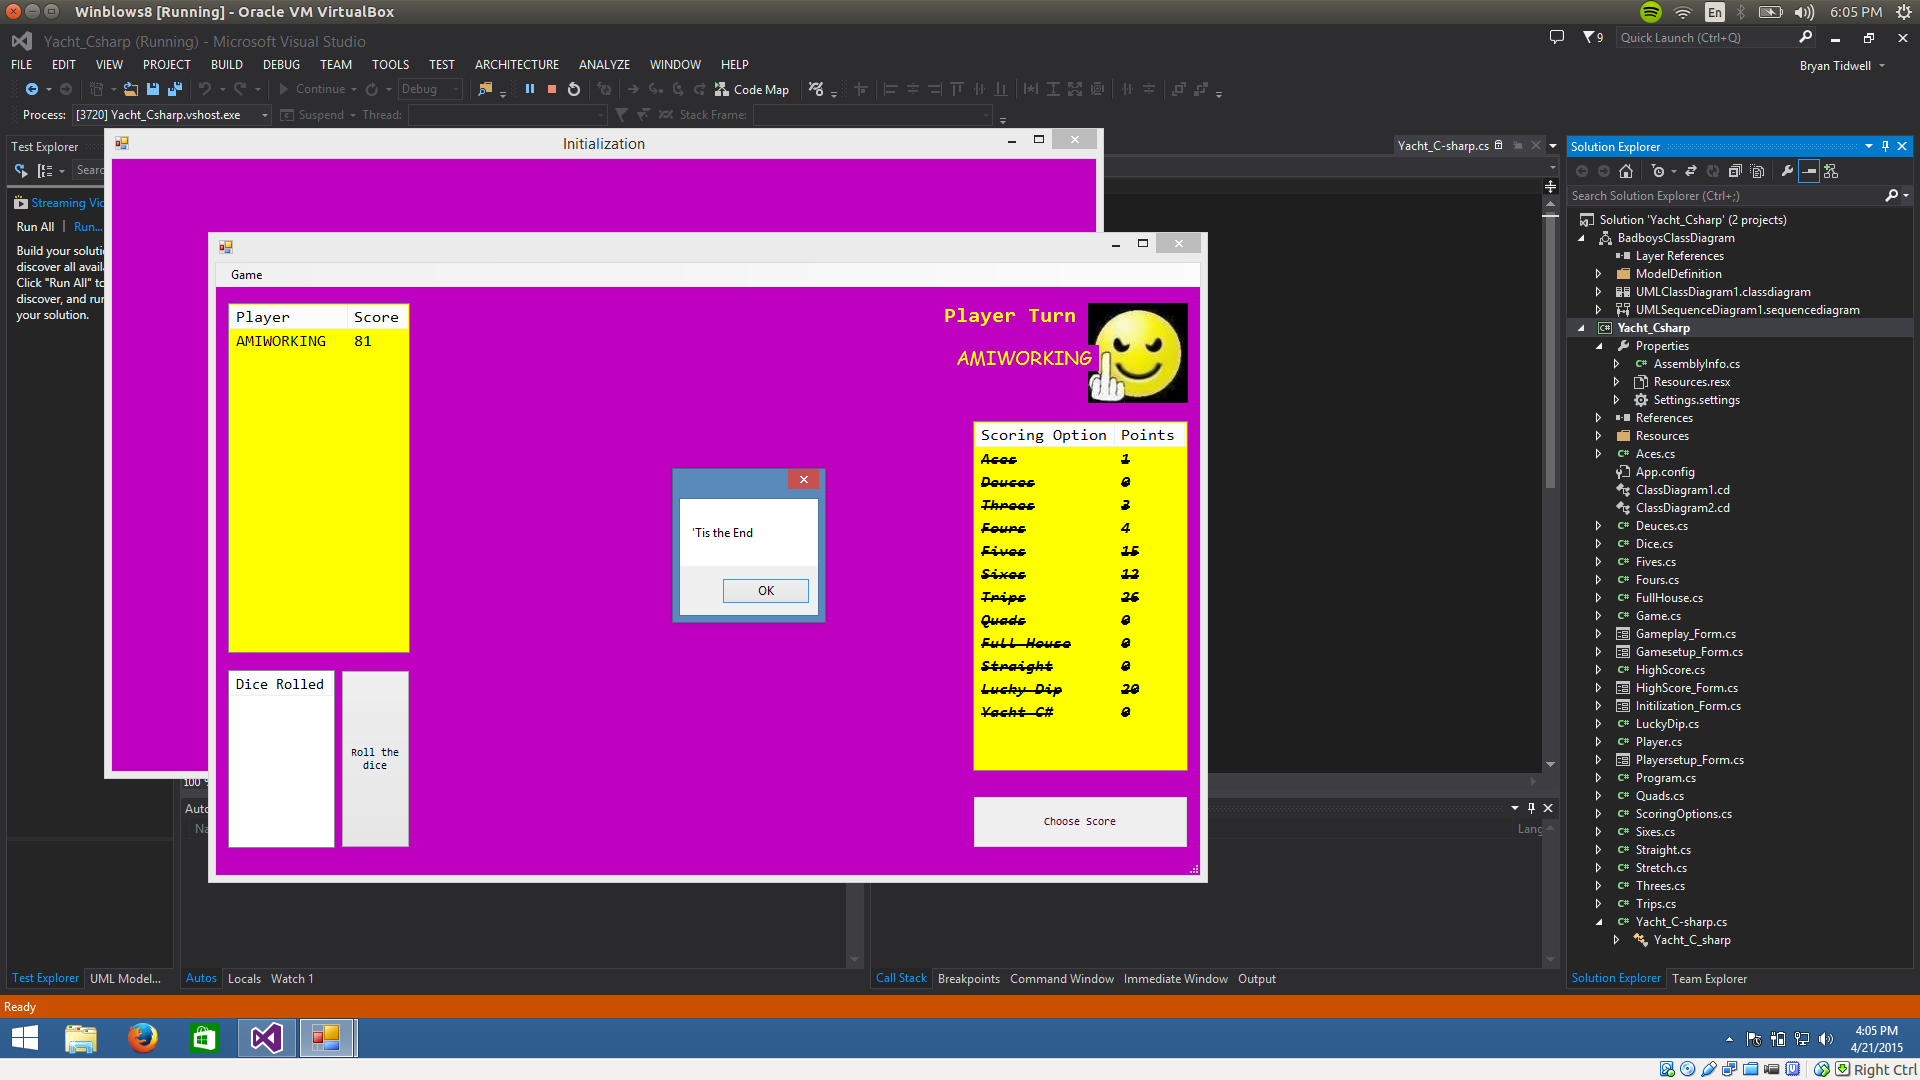 Winblows8 [Running] - Oracle VM VirtualBox
En
6:05 PM
Yacht_Csharp (Running) - Microsoft Visual Studio
9
Quick Launch (Ctrl+Q)
FILE EDIT VIEW PROJECT BUILD DEBUG TEAM TOOLS TEST ARCHITECTURE ANALYZE WINDOW HELP
Bryan Tidwell
Continue
Debug
Code Map
Process: [3720] Yacht_Csharp.vshost.exe
Suspend
Thread:
Stack Frame:
Test Explorer
Searc
Streaming Vi
Run All | Run...
Build your soluti
discover all avail
Click "Run All" to
discover, and rur
your solution.
Initialization
Game
Player Score
AMIWORKING 81
Player Turn
AMIWORKING
Scoring Option Points
Aces 1
Deuces 0
Threes 3
Fours 4
Fives 15
Sixes 12
Trips 26
Quads 0
Full House 0
Straight 0
Lucky Dip 20
Yacht C# 0
'Tis the End
OK
Dice Rolled
Roll the
dice
Choose Score
Yacht_C-sharp.cs
100 %
Auto
Na
Lang
Solution Explorer
Search Solution Explorer (Ctrl+;)
Solution 'Yacht_Csharp' (2 projects)
BadboysClassDiagram
Layer References
ModelDefinition
UMLClassDiagram1.classdiagram
UMLSequenceDiagram1.sequencediagram
Yacht_Csharp
Properties
AssemblyInfo.cs
Resources.resx
Settings.settings
References
Resources
Aces.cs
App.config
ClassDiagram1.cd
ClassDiagram2.cd
Deuces.cs
Dice.cs
Fives.cs
Fours.cs
FullHouse.cs
Game.cs
Gameplay_Form.cs
Gamesetup_Form.cs
HighScore.cs
HighScore_Form.cs
Initilization_Form.cs
LuckyDip.cs
Player.cs
Playersetup_Form.cs
Program.cs
Quads.cs
ScoringOptions.cs
Sixes.cs
Straight.cs
Stretch.cs
Threes.cs
Trips.cs
Yacht_C-sharp.cs
Yacht_C_sharp
Test Explorer UML Model...
Autos Locals Watch 1
Call Stack Breakpoints Command Window Immediate Window Output
Solution Explorer Team Explorer
Ready
4:05 PM
4/21/2015
Right Ctrl